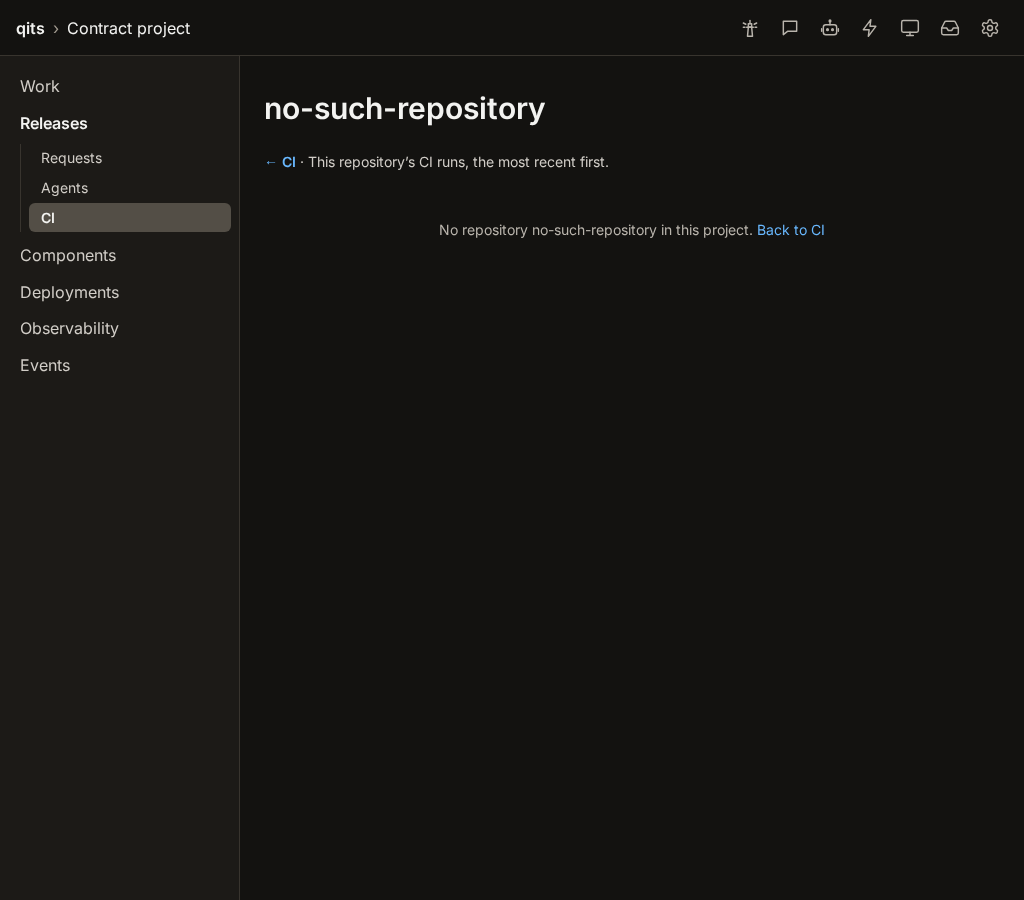 qits › Contract project
Work
Releases
Requests
Agents
CI
Components
Deployments
Observability
Events
no-such-repository
← CI · This repository’s CI runs, the most recent first.
No repository no-such-repository in this project. Back to CI